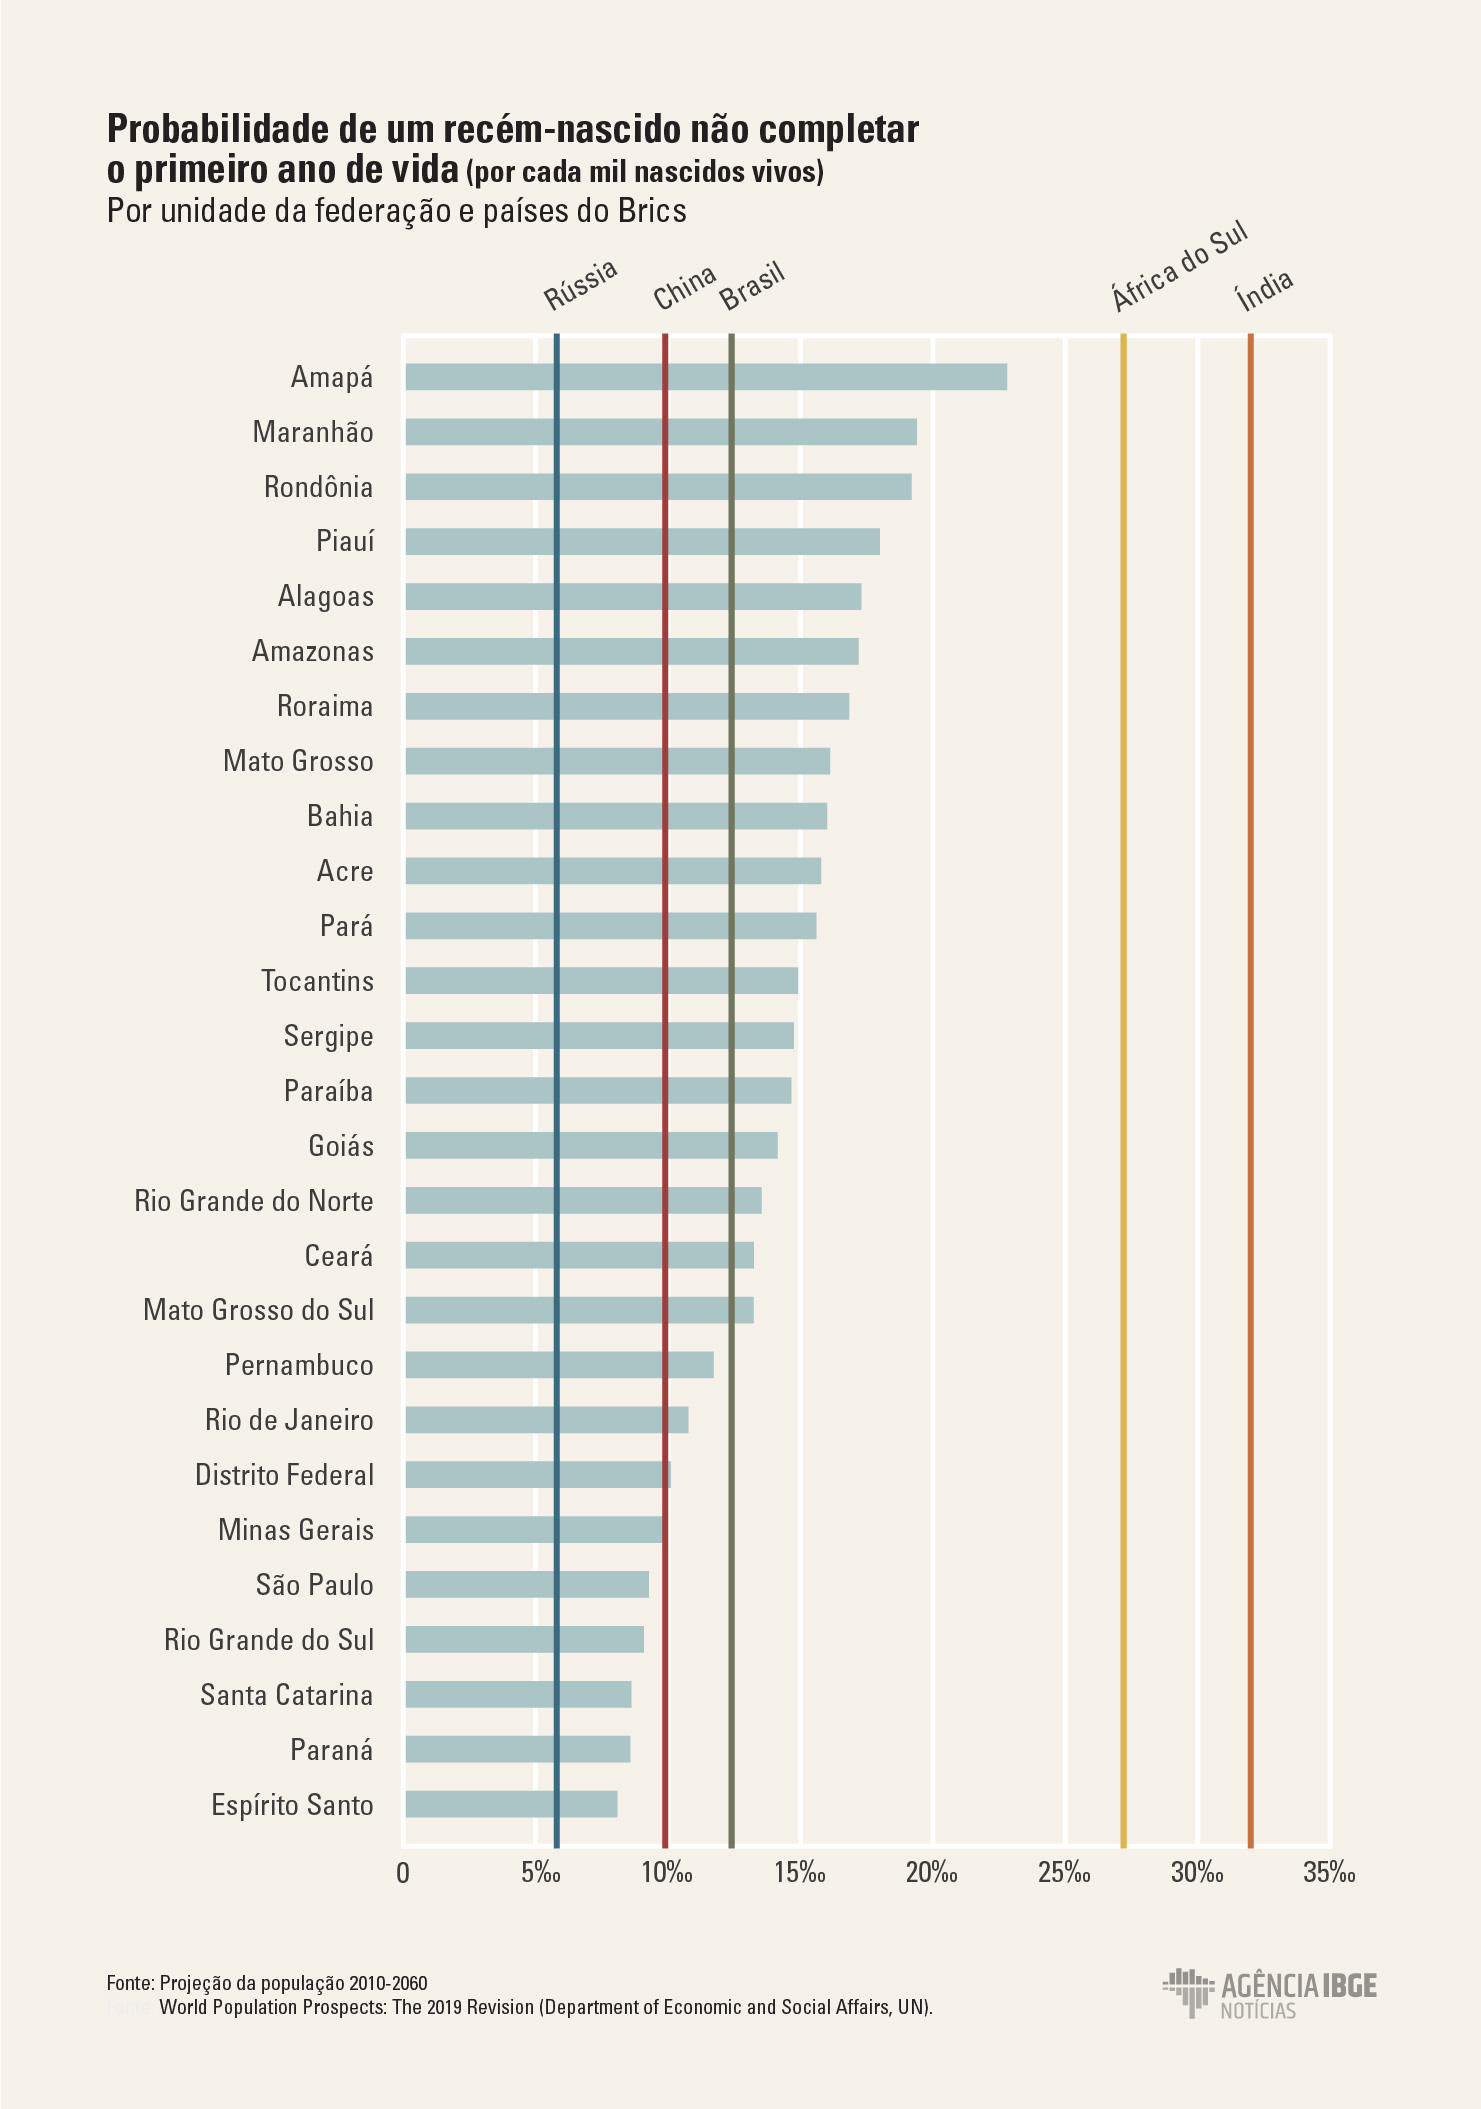 Probabilidade de um recém-nascido não completar
o primeiro ano de vida (por cada mil nascidos vivos)
Por unidade da federação e países do Brics
Rússia
China
Brasil
África do Sul
Índia
Amapá
Maranhão
Rondônia
Piauí
Alagoas
Amazonas
Roraima
Mato Grosso
Bahia
Acre
Pará
Tocantins
Sergipe
Paraíba
Goiás
Rio Grande do Norte
Ceará
Mato Grosso do Sul
Pernambuco
Rio de Janeiro
Distrito Federal
Minas Gerais
São Paulo
Rio Grande do Sul
Santa Catarina
Paraná
Espírito Santo
0 5‰ 10‰ 15‰ 20‰ 25‰ 30‰ 35‰
Fonte: Projeção da população 2010-2060
Fonte: World Population Prospects: The 2019 Revision (Department of Economic and Social Affairs, UN).
AGÊNCIA IBGE
NOTÍCIAS